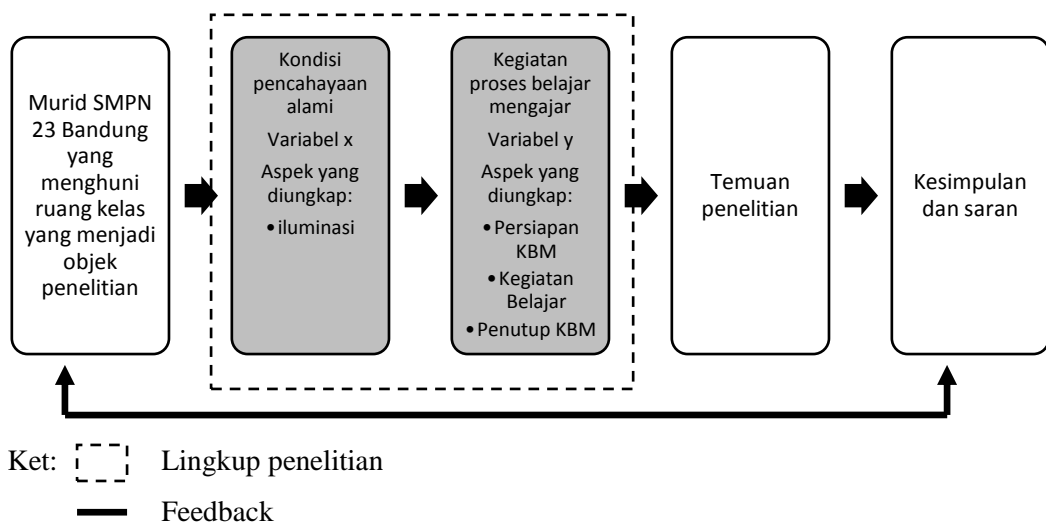 Murid SMPN
23 Bandung
yang
menghuni
ruang kelas
yang menjadi
objek
penelitian
Kondisi
pencahayaan
alami
Variabel x
Aspek yang
diungkap:
•iluminasi
Kegiatan
proses belajar
mengajar
Variabel y
Aspek yang
diungkap:
•Persiapan
KBM
•Kegiatan
Belajar
•Penutup KBM
Temuan
penelitian
Kesimpulan
dan saran
Ket: Lingkup penelitian
Feedback